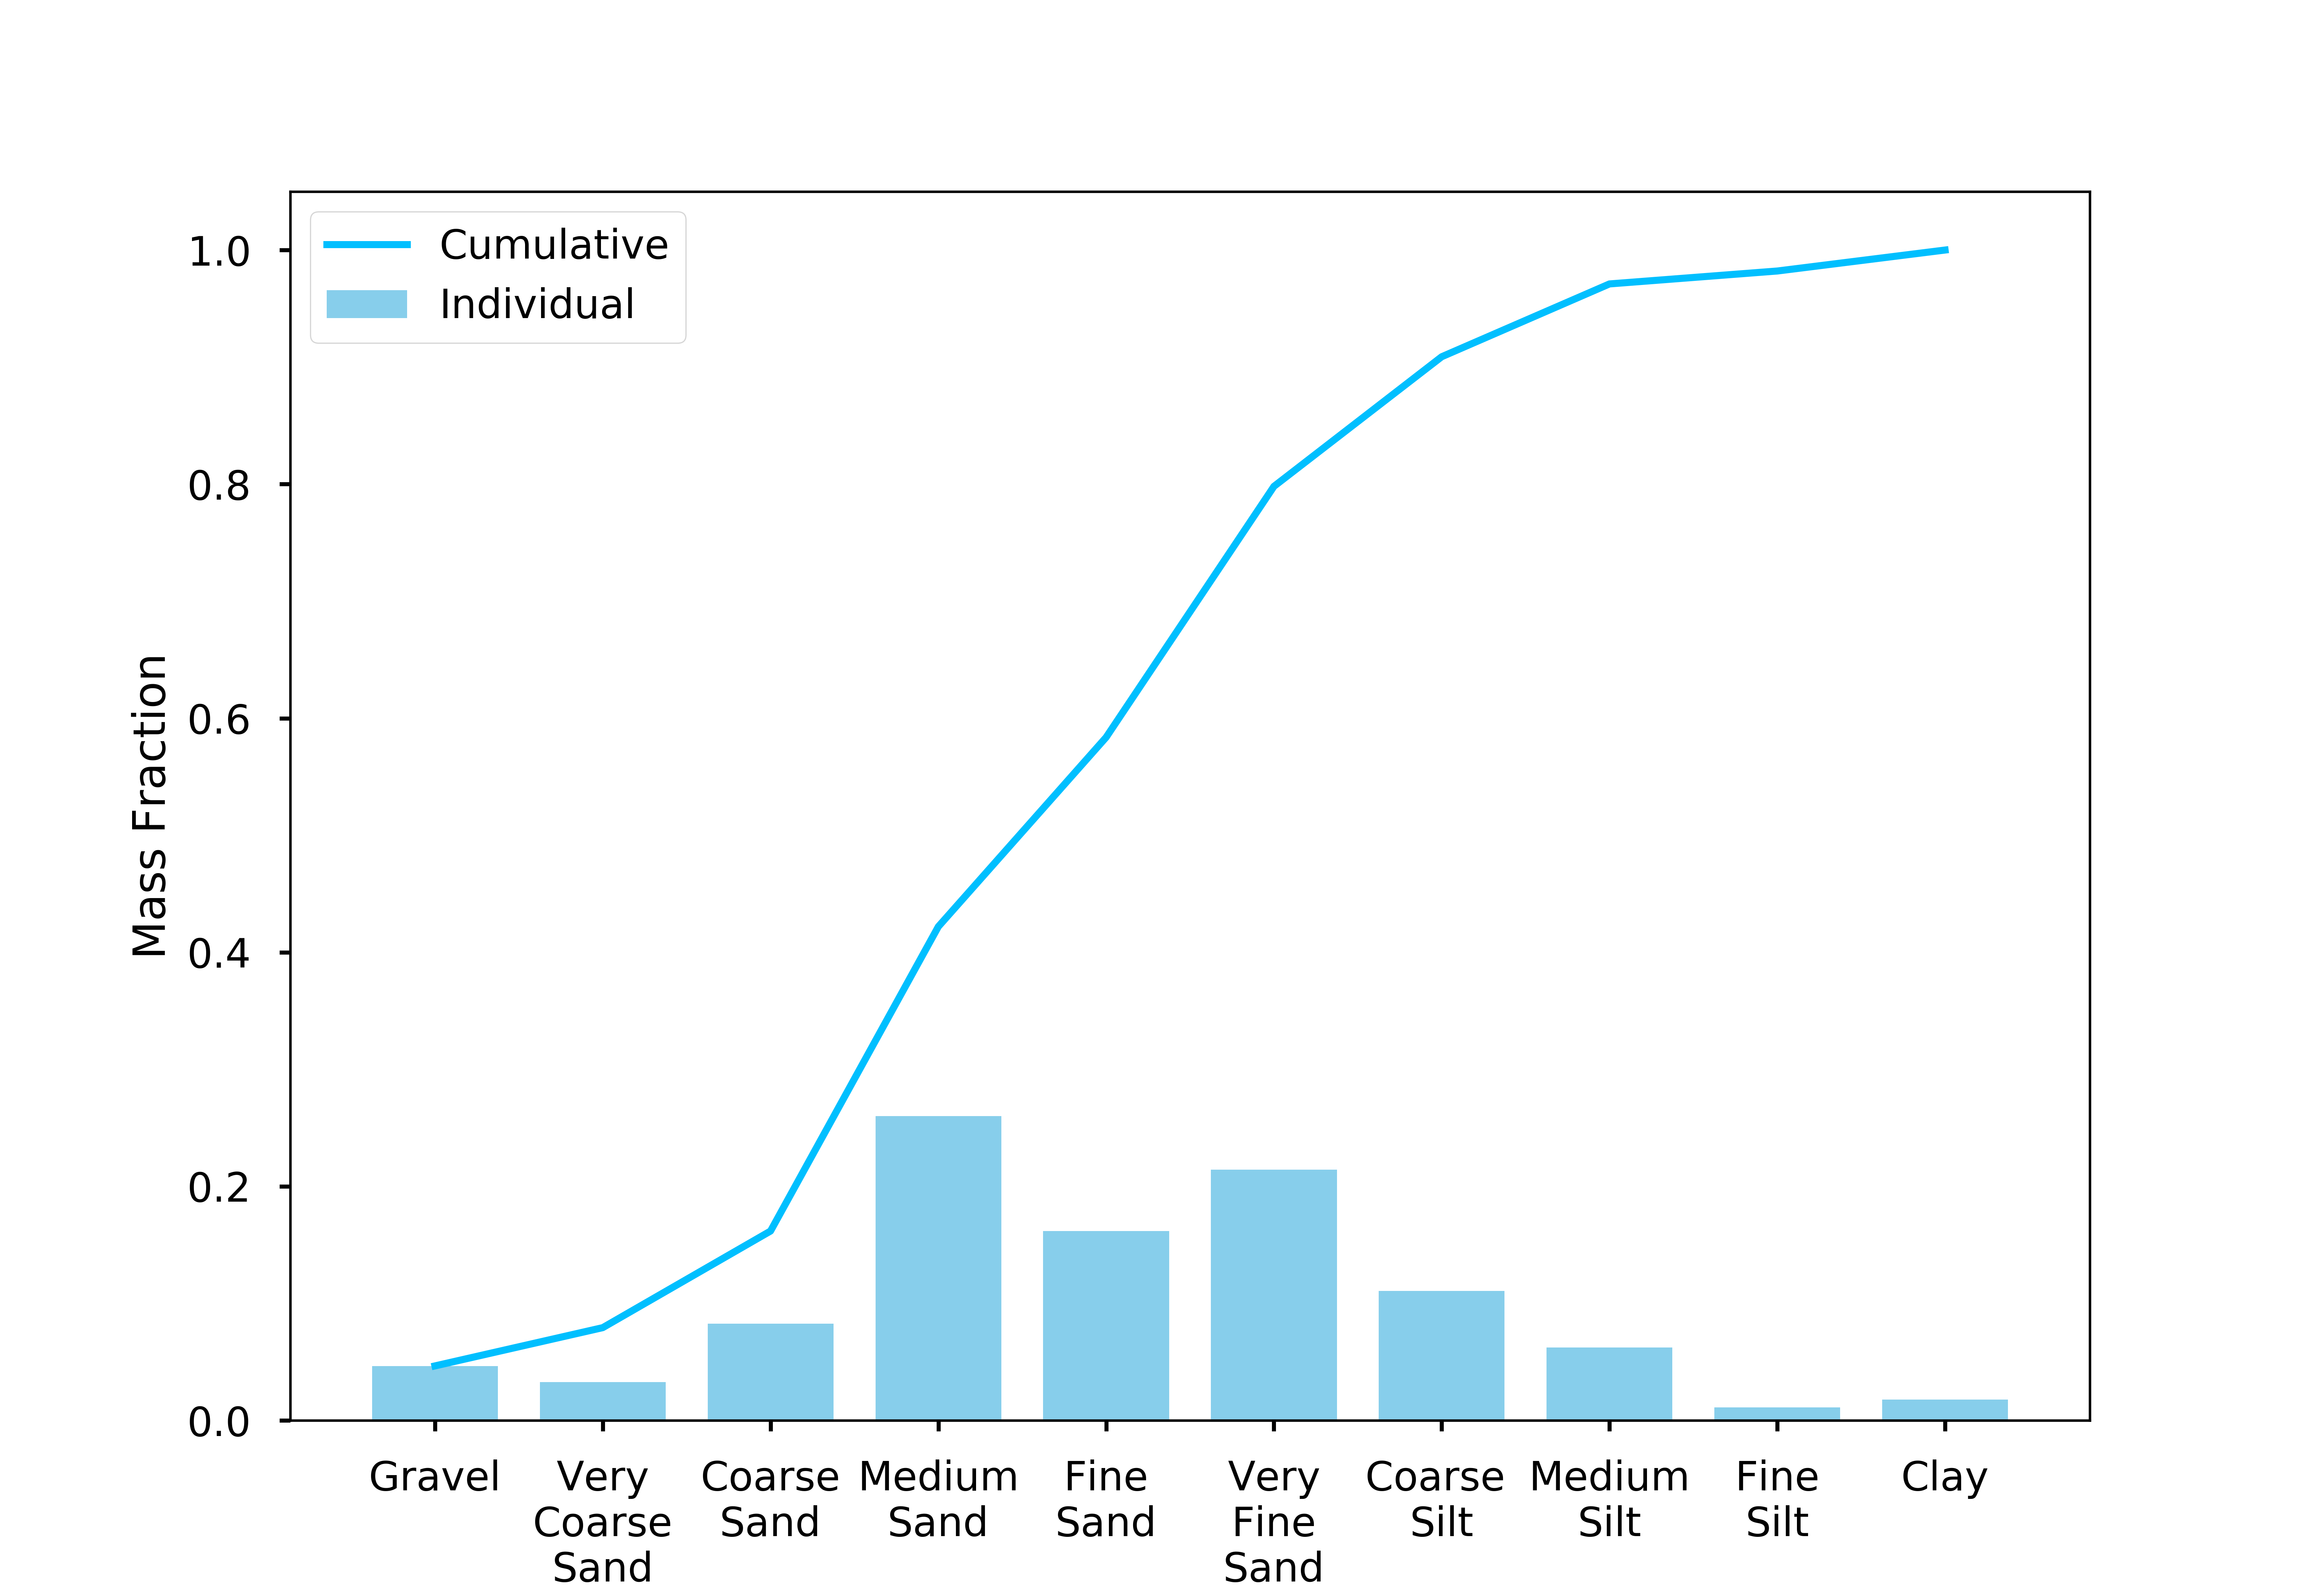 Cumulative
Individual
1.0
0.8
0.6
0.4
0.2
0.0
Mass Fraction
Gravel
Very
Coarse
Sand
Coarse
Sand
Medium
Sand
Fine
Sand
Very
Fine
Sand
Coarse
Silt
Medium
Silt
Fine
Silt
Clay